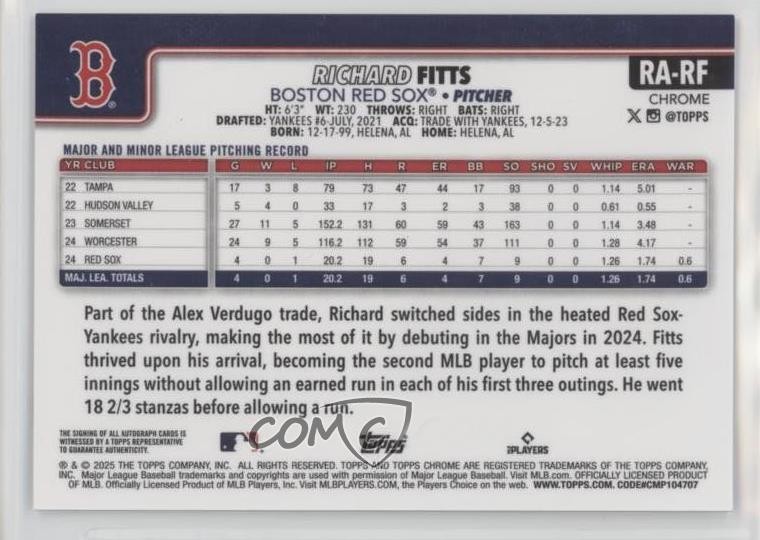 B
RICHARD FITTS
RA-RF
BOSTON RED SOX® • PITCHER
CHROME
HT: 6'3" WT: 230 THROWS: RIGHT BATS: RIGHT
@TOPPS
DRAFTED: YANKEES #6-JULY, 2021 ACQ: TRADE WITH YANKEES, 12-5-23
BORN: 12-17-99, HELENA, AL HOME: HELENA, AL
MAJOR AND MINOR LEAGUE PITCHING RECORD
YR CLUB G W L IP H R ER BB SO SHO SV WHIP ERA WAR
22 TAMPA 17 3 8 79 73 47 44 17 93 0 0 1.14 5.01 -
22 HUDSON VALLEY 5 4 0 33 17 3 2 3 38 0 0 0.61 0.55 -
23 SOMERSET 27 11 5 152.2 131 60 59 43 163 0 0 1.14 3.48 -
24 WORCESTER 24 9 5 116.2 112 59 54 37 111 0 0 1.28 4.17 -
24 RED SOX 4 0 1 20.2 19 6 4 7 9 0 0 1.26 1.74 0.6
MAJ. LEA. TOTALS 4 0 1 20.2 19 6 4 7 9 0 0 1.26 1.74 0.6
Part of the Alex Verdugo trade, Richard switched sides in the heated Red Sox-
Yankees rivalry, making the most of it by debuting in the Majors in 2024. Fitts
thrived upon his arrival, becoming the second MLB player to pitch at least five
innings without allowing an earned run in each of his first three outings. He went
18 2/3 stanzas before allowing a run.
THE SIGNING OF ALL AUTOGRAPH CARDS IS
WITNESSED BY A TOPPS REPRESENTATIVE
TO GUARANTEE AUTHENTICITY.
COMC
Topps
PLAYERS
® & © 2025 THE TOPPS COMPANY, INC. ALL RIGHTS RESERVED. TOPPS AND TOPPS CHROME ARE REGISTERED TRADEMARKS OF THE TOPPS COMPANY,
INC. Major League Baseball trademarks and copyrights are used with permission of Major League Baseball. Visit MLB.com. OFFICIALLY LICENSED PRODUCT
OF MLB. Officially Licensed Product of MLB Players, Inc. Visit MLBPLAYERS.COM, the Players Choice on the web. WWW.TOPPS.COM. CODE#CMP104707